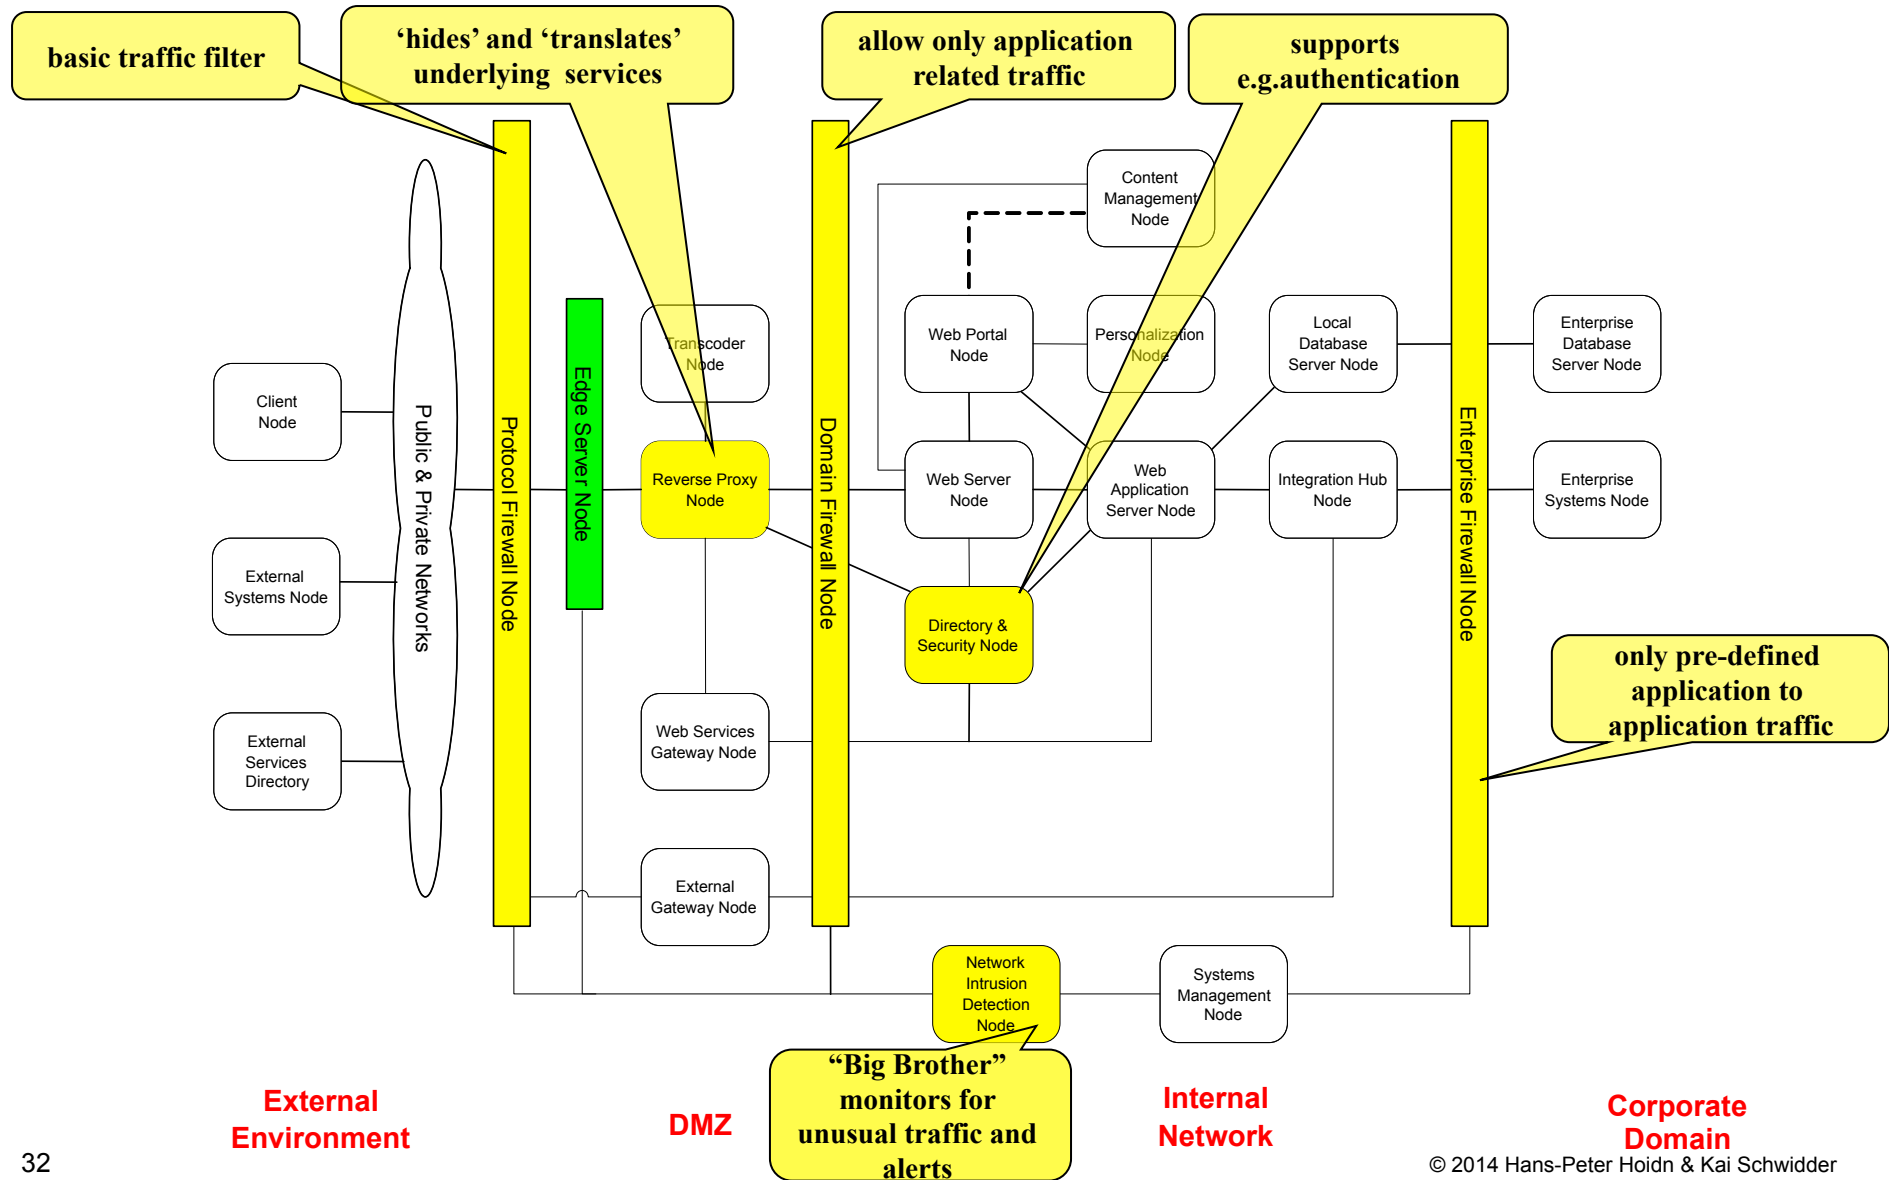 basic traffic filter
‘hides’ and ‘translates’
underlying services
allow only application
related traffic
supports
e.g.authentication
Content
Management
Node
Web Portal
Node
Personalization
Node
Local
Database
Server Node
Enterprise
Database
Server Node
Transcoder
Node
Client
Node
Public & Private Networks
Protocol Firewall Node
Edge Server Node
Reverse Proxy
Node
Domain Firewall Node
Web Server
Node
Web
Application
Server Node
Integration Hub
Node
Enterprise Firewall Node
Enterprise
Systems Node
External
Systems Node
Directory &
Security Node
only pre-defined
application to
application traffic
External
Services
Directory
Web Services
Gateway Node
External
Gateway Node
Network
Intrusion
Detection
Node
Systems
Management
Node
“Big Brother”
monitors for
unusual traffic and
alerts
External
Environment
DMZ
Internal
Network
Corporate
Domain
32
© 2014 Hans-Peter Hoidn & Kai Schwidder